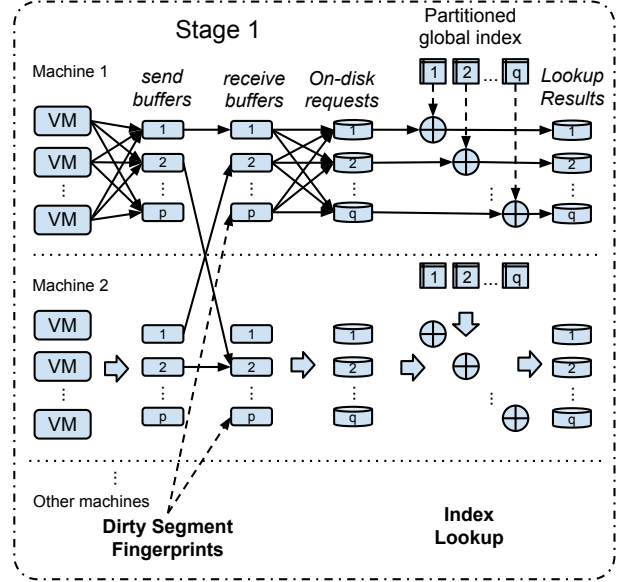 Stage 1
Partitioned
global index
Machine 1
send
buffers
receive
buffers
On-disk
requests
1 2 ... q
Lookup
Results
VM 1 1 1 1
VM 2 2 2 2
⋮ ⋮ ⋮ ⋮ ⋮ ⋮
VM p p q q
Machine 2
1 2 ... q
VM 1 1 1 1
VM 2 2 2 2
⋮ ⋮ ⋮ ⋮ ⋮ ⋮
VM p p q q
⋮
Other machines
Dirty Segment
Fingerprints
Index
Lookup